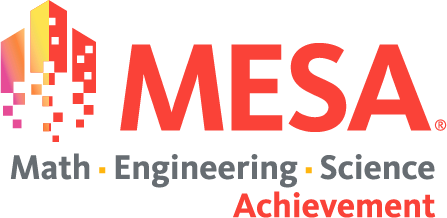 MESA®
Math · Engineering · Science
Achievement